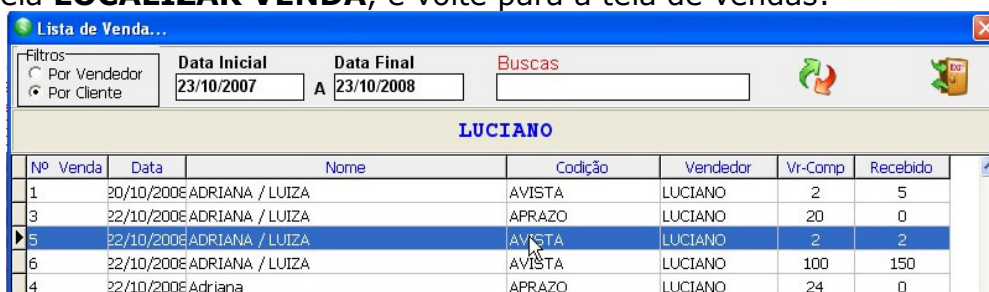 LOCALIZAR VENDA, e volte para a tela de vendas.
Lista de Venda...
Filtros
Por Vendedor
Por Cliente
Data Inicial
23/10/2007
A
Data Final
23/10/2008
Buscas
EXIT
LUCIANO
Nº Venda Data Nome Codição Vendedor Vr-Comp Recebido
1 20/10/2008 ADRIANA / LUIZA AVISTA LUCIANO 2 5
3 22/10/2008 ADRIANA / LUIZA APRAZO LUCIANO 20 0
5 22/10/2008 ADRIANA / LUIZA AVISTA LUCIANO 2 2
6 22/10/2008 ADRIANA / LUIZA AVISTA LUCIANO 100 150
4 22/10/2008 Adriana APRAZO LUCIANO 24 0